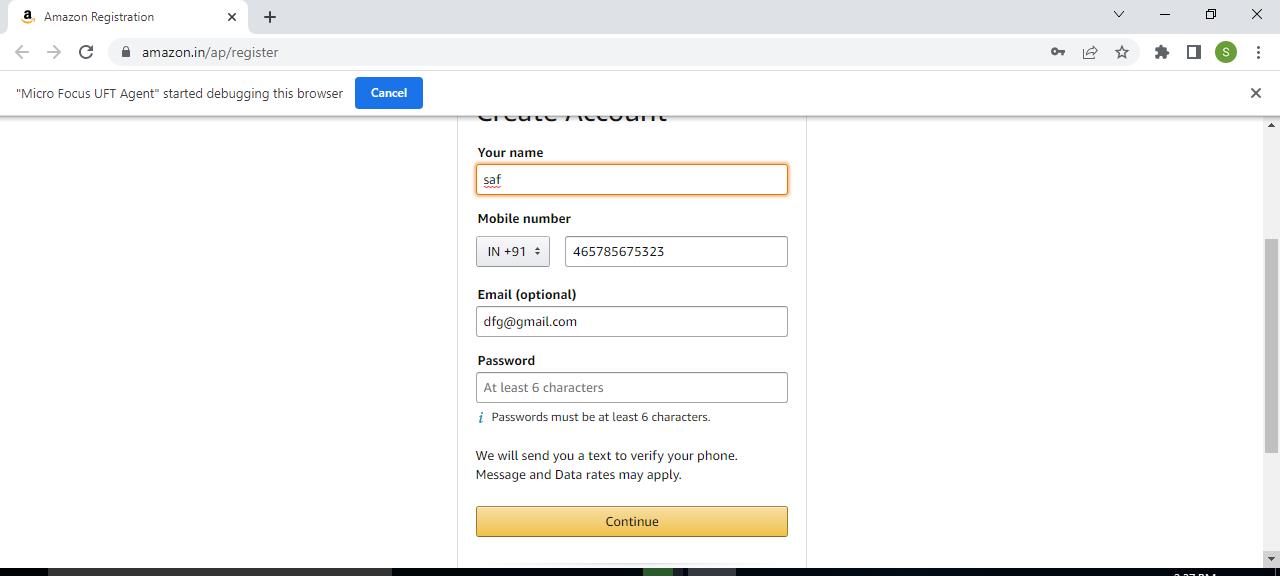 Amazon Registration
amazon.in/ap/register
S
"Micro Focus UFT Agent" started debugging this browser
Cancel
Create Account
Your name
saf
Mobile number
IN +91
465785675323
Email (optional)
dfg@gmail.com
Password
At least 6 characters
i Passwords must be at least 6 characters.
We will send you a text to verify your phone.
Message and Data rates may apply.
Continue